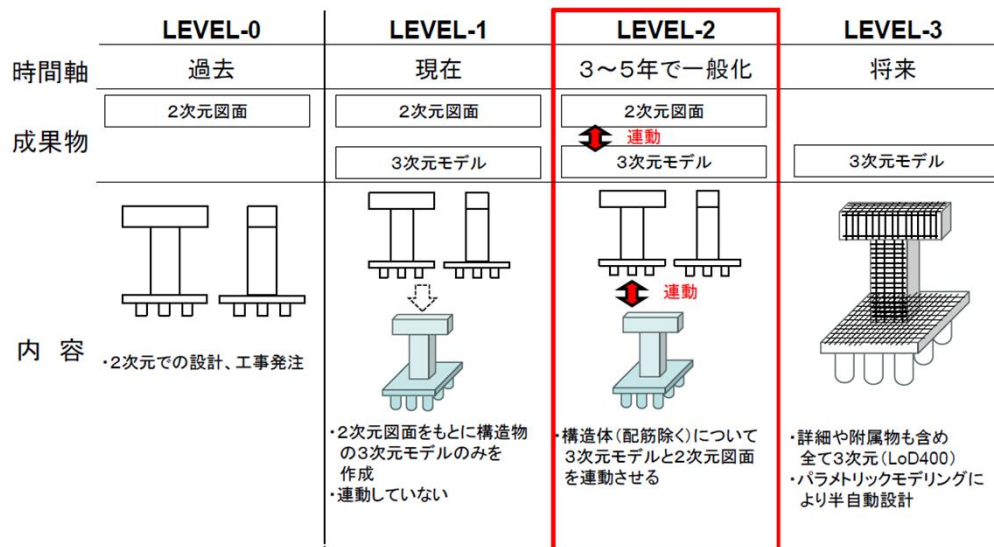 LEVEL-0 LEVEL-1 LEVEL-2 LEVEL-3
時間軸 過去 現在 3～5年で一般化 将来
成果物
2次元図面 2次元図面 2次元図面
連動
3次元モデル 3次元モデル 3次元モデル
連動
内 容
・2次元での設計、工事発注
・2次元図面をもとに構造物
の3次元モデルのみを
作成
・連動していない
・構造体(配筋除く)について
3次元モデルと2次元図面
を連動させる
・詳細や附属物も含め
全て3次元(LoD400)
・パラメトリックモデリングに
より半自動設計